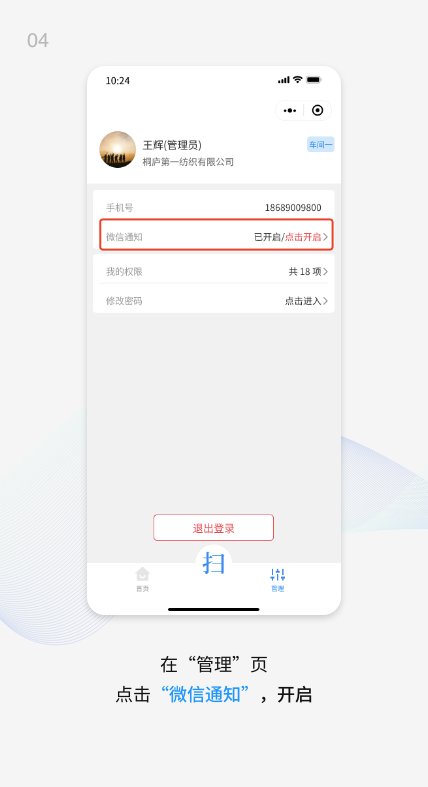 04
10:24
王辉(管理员)
车间一
桐庐第一纺织有限公司
手机号 18689009800
微信通知 已开启/点击开启
我的权限 共 18 项
修改密码 点击进入
退出登录
扫
首页 管理
在“管理”页
点击“微信通知”，开启